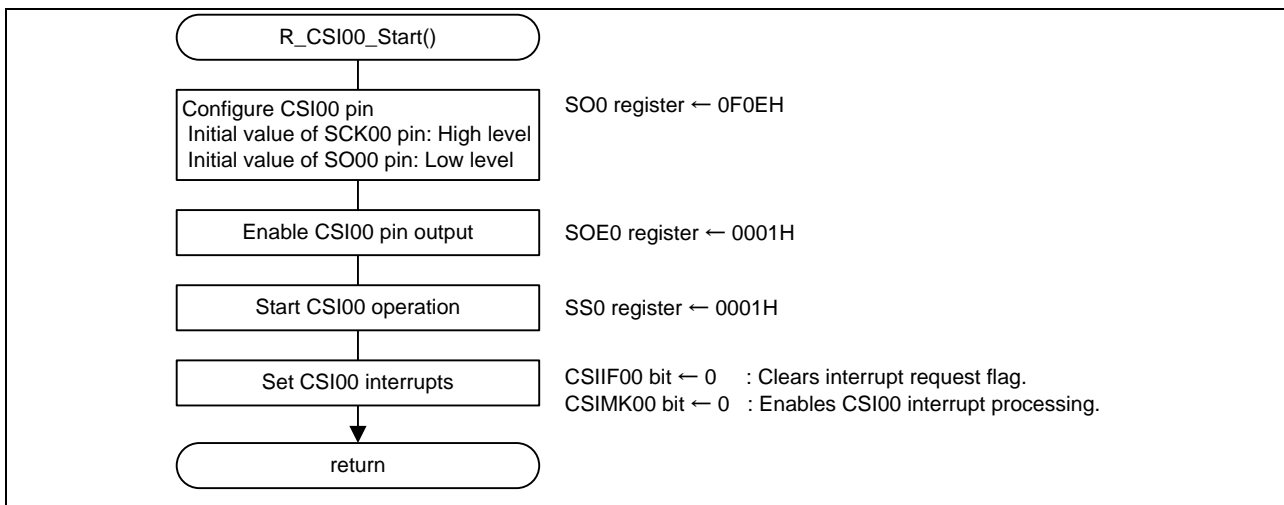 R_CSI00_Start()
Configure CSI00 pin
Initial value of SCK00 pin: High level
Initial value of SO00 pin: Low level
SO0 register ← 0F0EH
Enable CSI00 pin output
SOE0 register ← 0001H
Start CSI00 operation
SS0 register ← 0001H
Set CSI00 interrupts
CSIIF00 bit ← 0 : Clears interrupt request flag.
CSIMK00 bit ← 0 : Enables CSI00 interrupt processing.
return